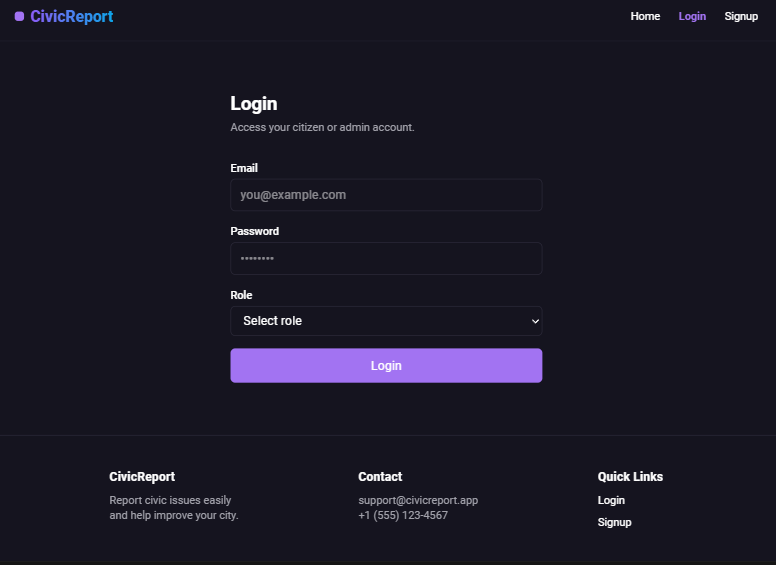 CivicReport
Home Login Signup
Login
Access your citizen or admin account.
Email
you@example.com
Password
••••••••
Role
Select role
Login
CivicReport
Report civic issues easily
and help improve your city.
Contact
support@civicreport.app
+1 (555) 123-4567
Quick Links
Login
Signup